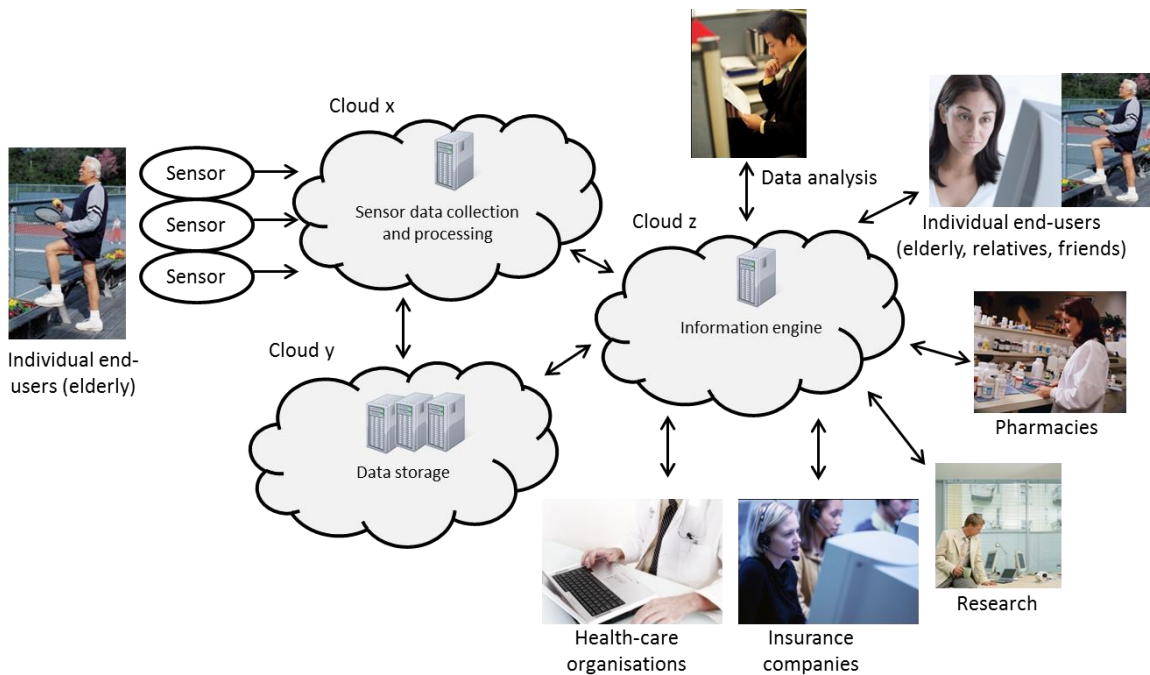 Cloud x
Sensor
Sensor
Sensor
Sensor data collection
and processing
Individual end-
users (elderly)
Cloud y
Data storage
Cloud z
Information engine
Data analysis
Individual end-users
(elderly, relatives, friends)
Pharmacies
Research
Insurance
companies
Health-care
organisations